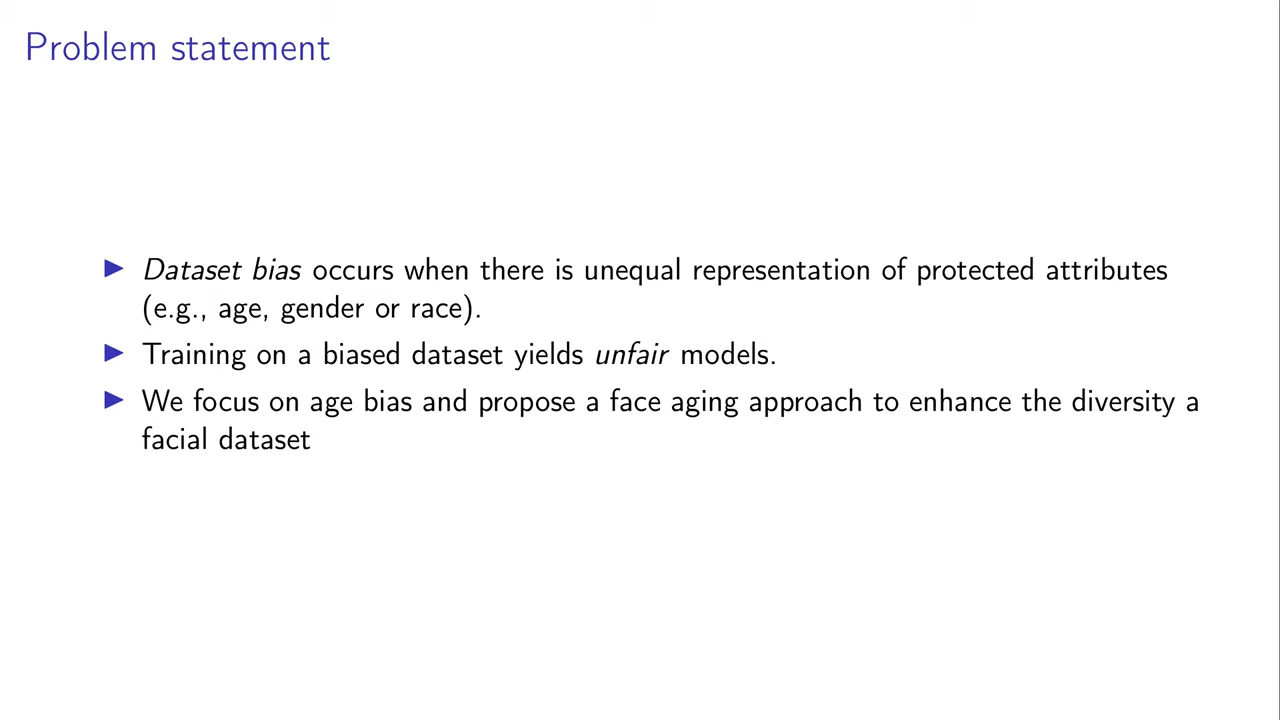 Problem statement
Dataset bias occurs when there is unequal representation of protected attributes
(e.g., age, gender or race).
Training on a biased dataset yields unfair models.
We focus on age bias and propose a face aging approach to enhance the diversity a
facial dataset